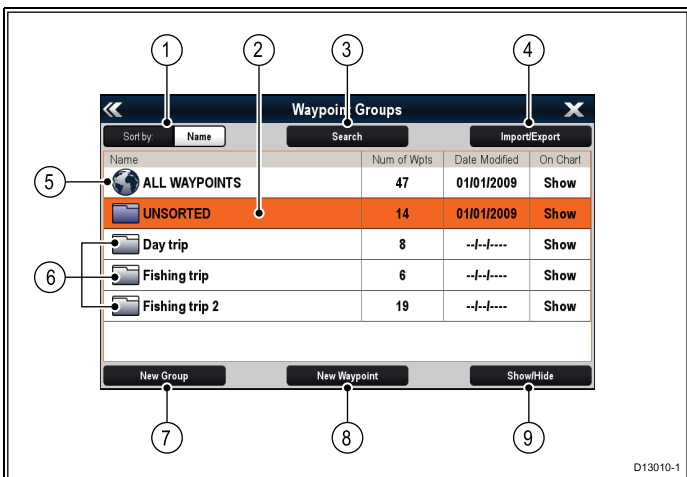 1 2 3 4
Waypoint Groups
Sort by: Name Search Import/Export
Name Num of Wpts Date Modified On Chart
5 ALL WAYPOINTS 47 01/01/2009 Show
UNSORTED 14 01/01/2009 Show
Day trip 8 --/--/---- Show
6 Fishing trip 6 --/--/---- Show
Fishing trip 2 19 --/--/---- Show
New Group New Waypoint Show/Hide
7 8 9
D13010-1